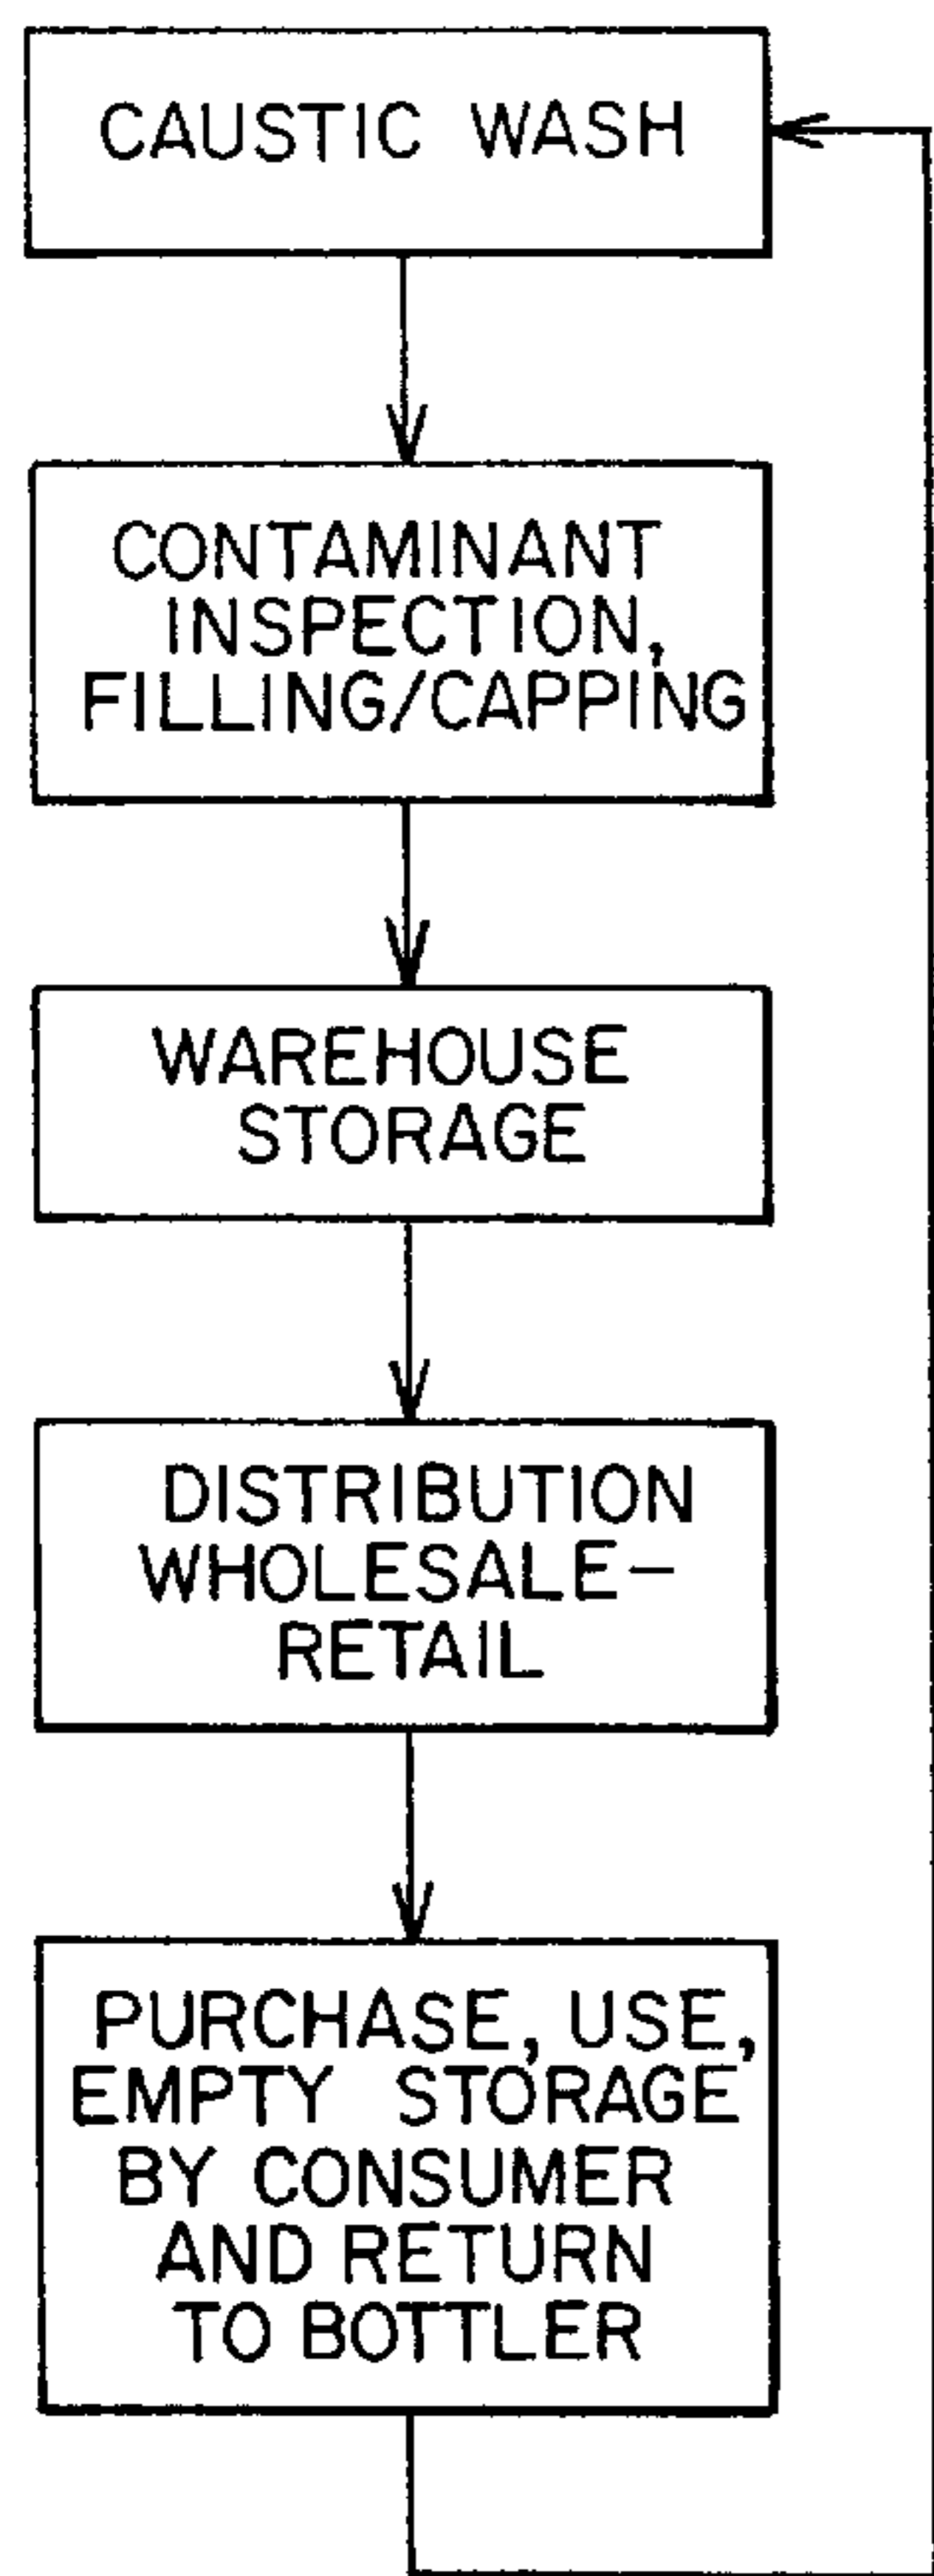 CAUSTIC WASH
CONTAMINANT
INSPECTION,
FILLING/CAPPING
WAREHOUSE
STORAGE
DISTRIBUTION
WHOLESALE-
RETAIL
PURCHASE, USE,
EMPTY STORAGE
BY CONSUMER
AND RETURN
TO BOTTLER